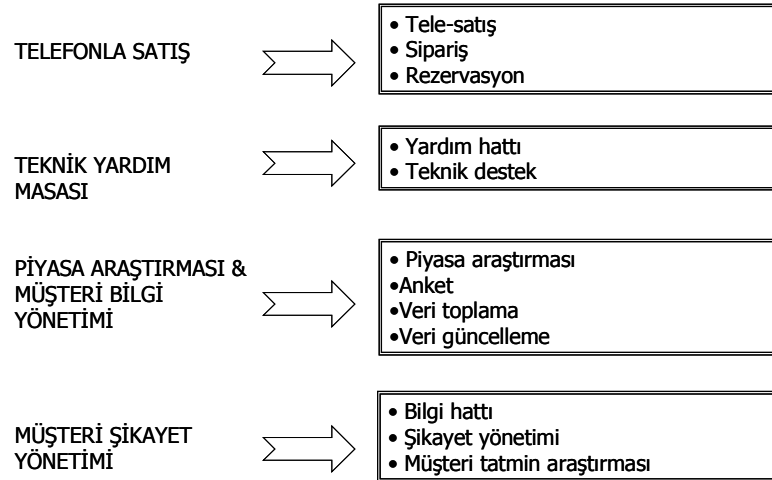 TELEFONLA SATIŞ
• Tele-satış
• Sipariş
• Rezervasyon
TEKNİK YARDIM
MASASI
• Yardım hattı
• Teknik destek
PİYASA ARAŞTIRMASI &
MÜŞTERİ BİLGİ
YÖNETİMİ
• Piyasa araştırması
•Anket
•Veri toplama
•Veri güncelleme
MÜŞTERİ ŞİKAYET
YÖNETİMİ
• Bilgi hattı
• Şikayet yönetimi
• Müşteri tatmin araştırması